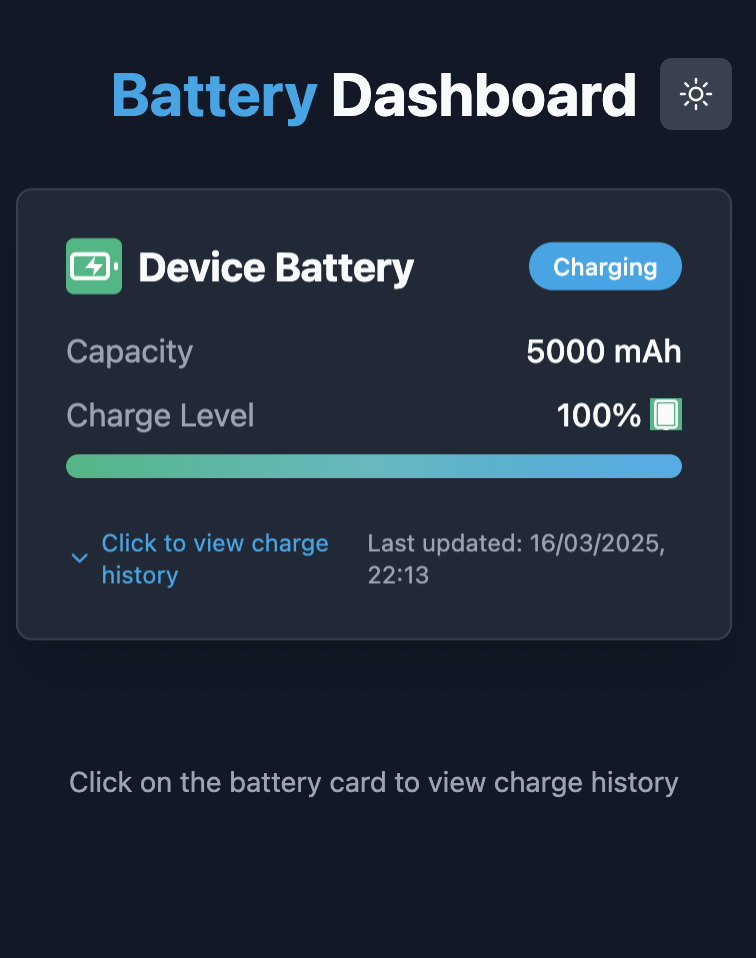 Battery Dashboard
Device Battery
Charging
Capacity
5000 mAh
Charge Level
100%
Click to view charge
history
Last updated: 16/03/2025,
22:13
Click on the battery card to view charge history